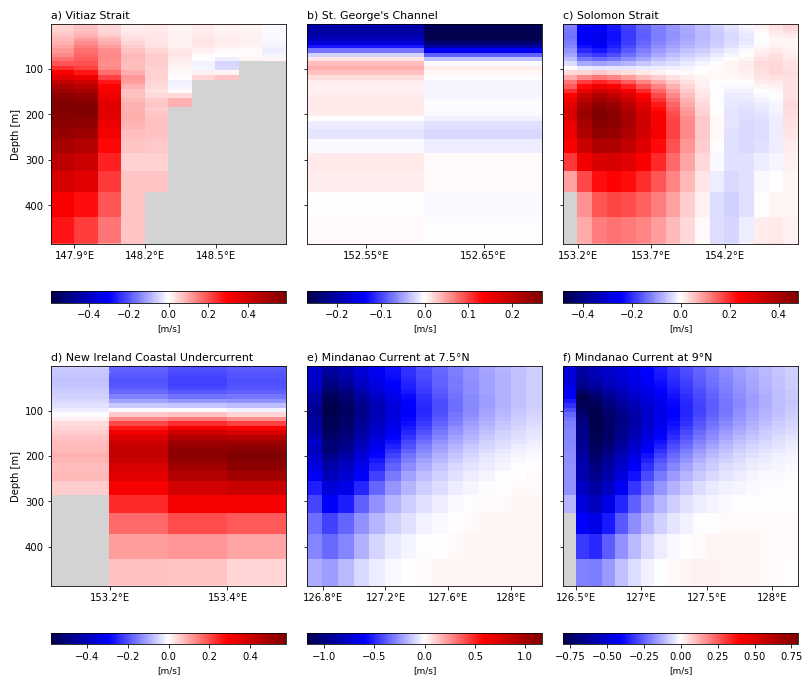 a) Vitiaz Strait
b) St. George's Channel
c) Solomon Strait
Depth [m]
100
200
300
400
147.9°E 148.2°E 148.5°E
152.55°E 152.65°E
153.2°E 153.7°E 154.2°E
−0.4 −0.2 0.0 0.2 0.4
[m/s]
−0.2 −0.1 0.0 0.1 0.2
[m/s]
−0.4 −0.2 0.0 0.2 0.4
[m/s]
d) New Ireland Coastal Undercurrent
e) Mindanao Current at 7.5°N
f) Mindanao Current at 9°N
Depth [m]
100
200
300
400
153.2°E 153.4°E
126.8°E 127.2°E 127.6°E 128°E
126.5°E 127°E 127.5°E 128°E
−0.4 −0.2 0.0 0.2 0.4
[m/s]
−1.0 −0.5 0.0 0.5 1.0
[m/s]
−0.75 −0.50 −0.25 0.00 0.25 0.50 0.75
[m/s]